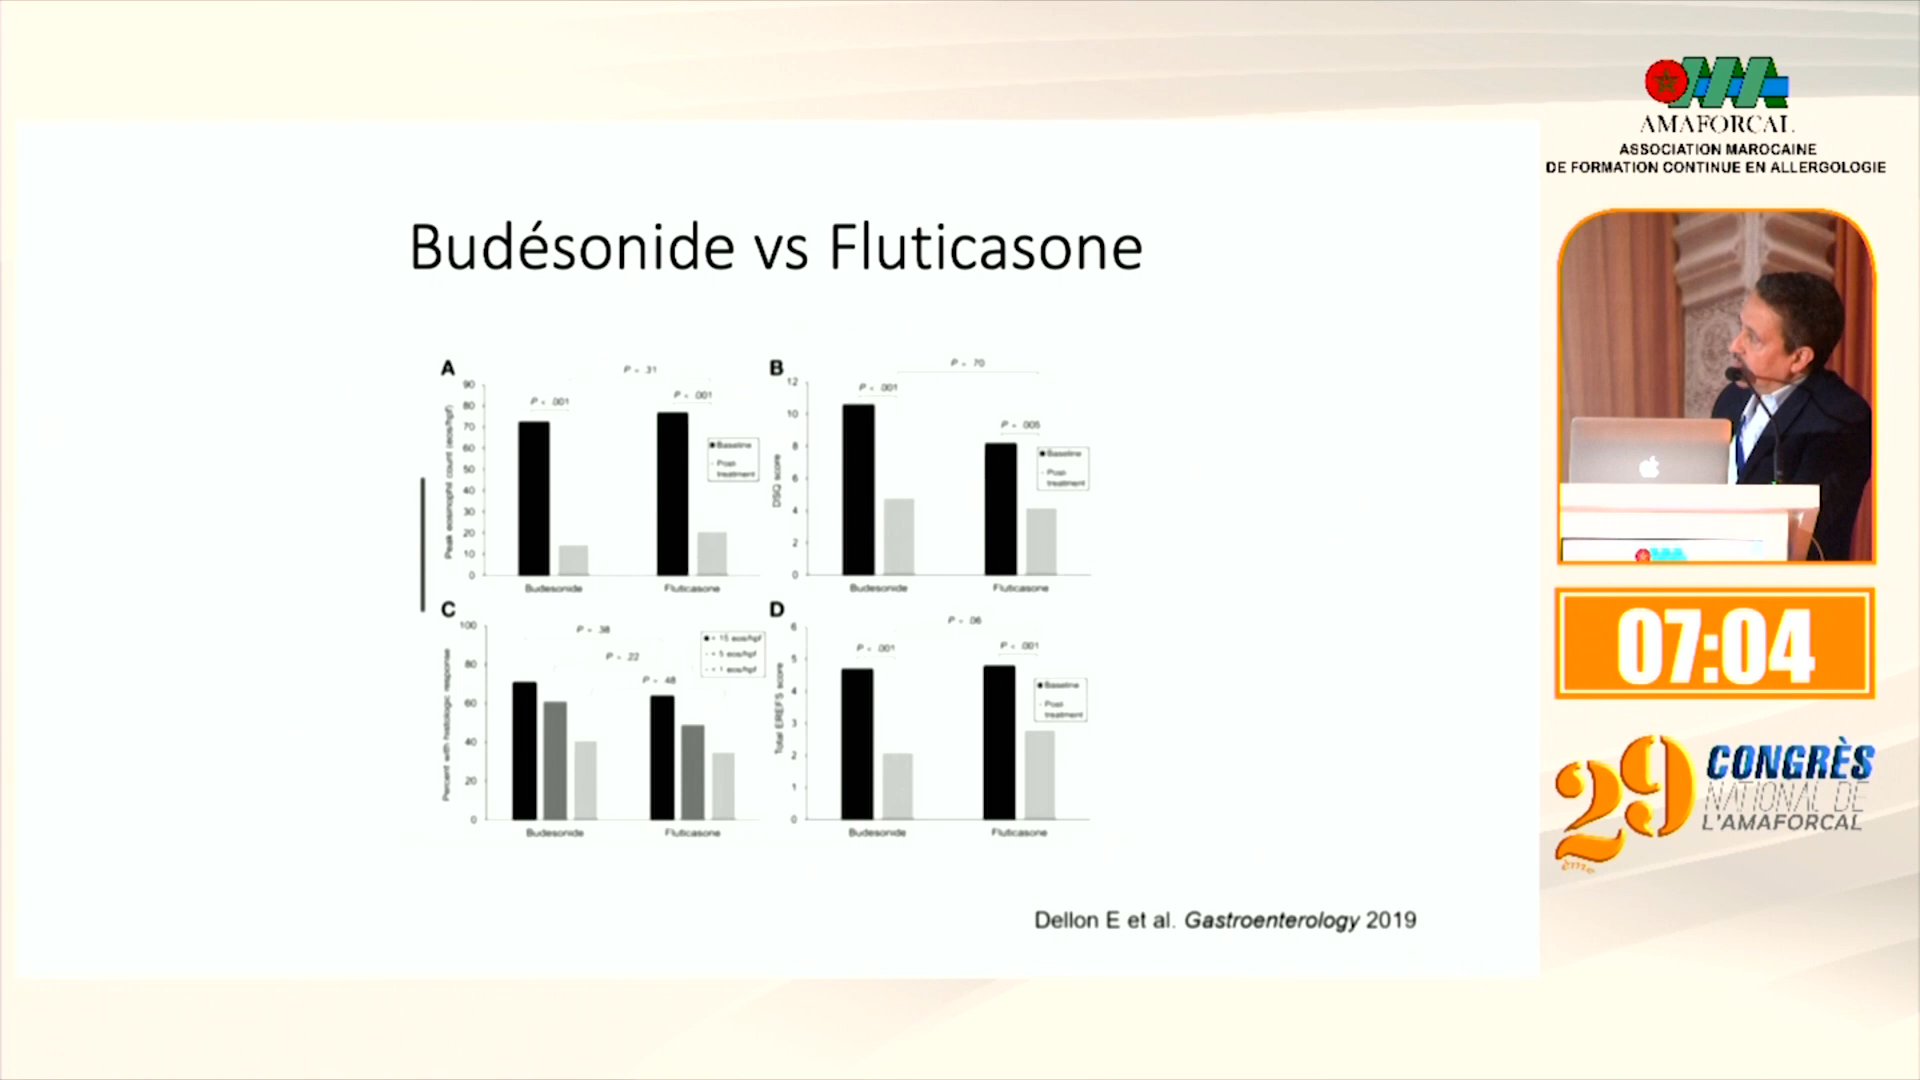 Budésonide vs Fluticasone
A
P = .31
90
80
70
60
50
40
30
20
10
0
Peak eosinophil count (eos/hpf)
P < .001
P < .001
Baseline
Post-
treatment
Budesonide
Fluticasone
B
P = .70
12
10
8
6
4
2
0
DSQ score
P < .001
P = .005
Baseline
Post-
treatment
Budesonide
Fluticasone
C
100
80
60
40
20
0
Percent with histologic response
P = .38
P = .22
P = .48
< 15 eos/hpf
< 5 eos/hpf
< 1 eos/hpf
Budesonide
Fluticasone
D
P = .06
6
5
4
3
2
1
0
Total EREFS score
P < .001
P < .001
Baseline
Post-
treatment
Budesonide
Fluticasone
Dellon E et al. Gastroenterology 2019
AMAFORCAL
ASSOCIATION MAROCAINE
DE FORMATION CONTINUE EN ALLERGOLOGIE
07:04
29
ème
CONGRÈS
NATIONAL DE
L'AMAFORCAL